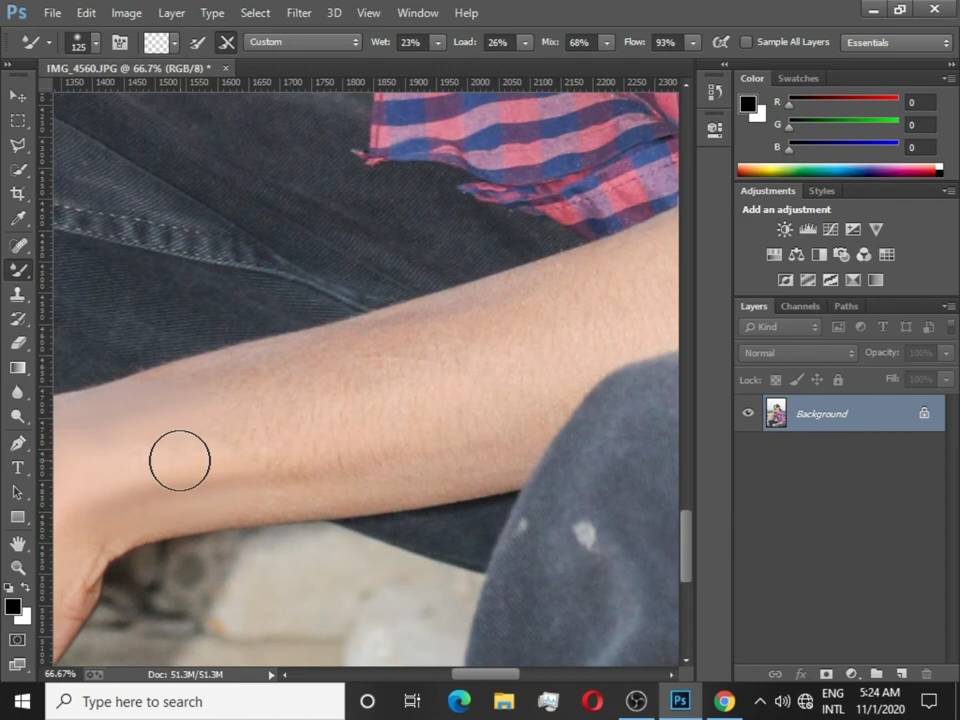 Ps File Edit Image Layer Type Select Filter 3D View Window Help
125 Custom Wet: 23% Load: 26% Mix: 68% Flow: 93% Sample All Layers Essentials
IMG_4560.JPG @ 66.7% (RGB/8) * ×
1350 1400 1450 1500 1550 1600 1650 1700 1750 1800 1850 1900 1950 2000 2050 2100 2150 2200 2250 2300
Color Swatches
R 0
G 0
B 0
Adjustments Styles
Add an adjustment
Layers Channels Paths
Kind
Normal Opacity: 100%
Lock: Fill: 100%
Background
66.67% Doc: 51.3M/51.3M
Type here to search
Ps
ENG 5:24 AM
INTL 11/1/2020